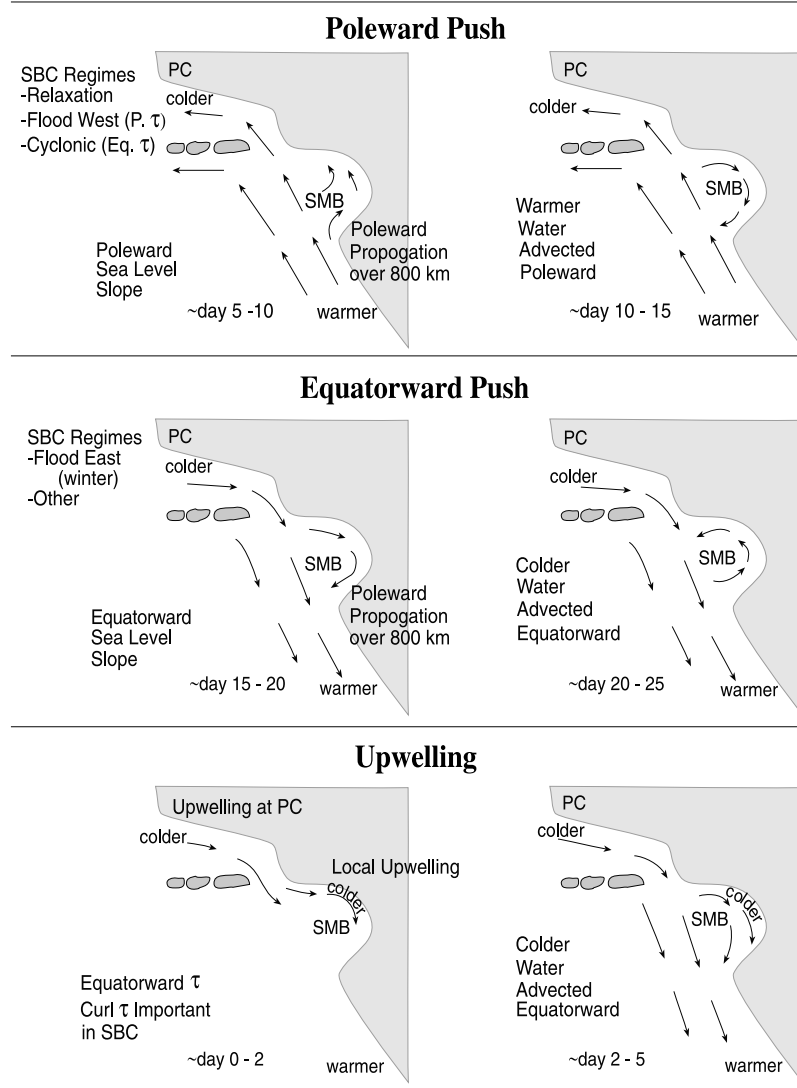 Poleward Push
SBC Regimes
-Relaxation
-Flood West (P. τ)
-Cyclonic (Eq. τ)
PC
colder
SMB
Poleward
Propogation
over 800 km
Poleward
Sea Level
Slope
~day 5 -10
warmer
PC
colder
SMB
Warmer
Water
Advected
Poleward
~day 10 - 15
warmer
Equatorward Push
SBC Regimes
-Flood East
(winter)
-Other
PC
colder
SMB
Poleward
Propogation
over 800 km
Equatorward
Sea Level
Slope
~day 15 - 20
warmer
PC
colder
SMB
Colder
Water
Advected
Equatorward
~day 20 - 25
warmer
Upwelling
Upwelling at PC
colder
Local Upwelling
colder
SMB
Equatorward τ
Curl τ Important
in SBC
~day 0 - 2
warmer
PC
colder
colder
SMB
Colder
Water
Advected
Equatorward
~day 2 - 5
warmer